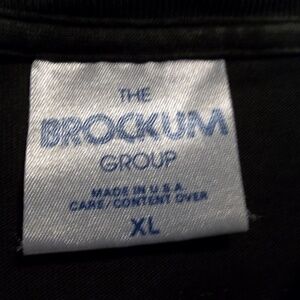 THE
BROCKUM
GROUP
MADE IN U.S.A.
CARE/CONTENT OVER
XL